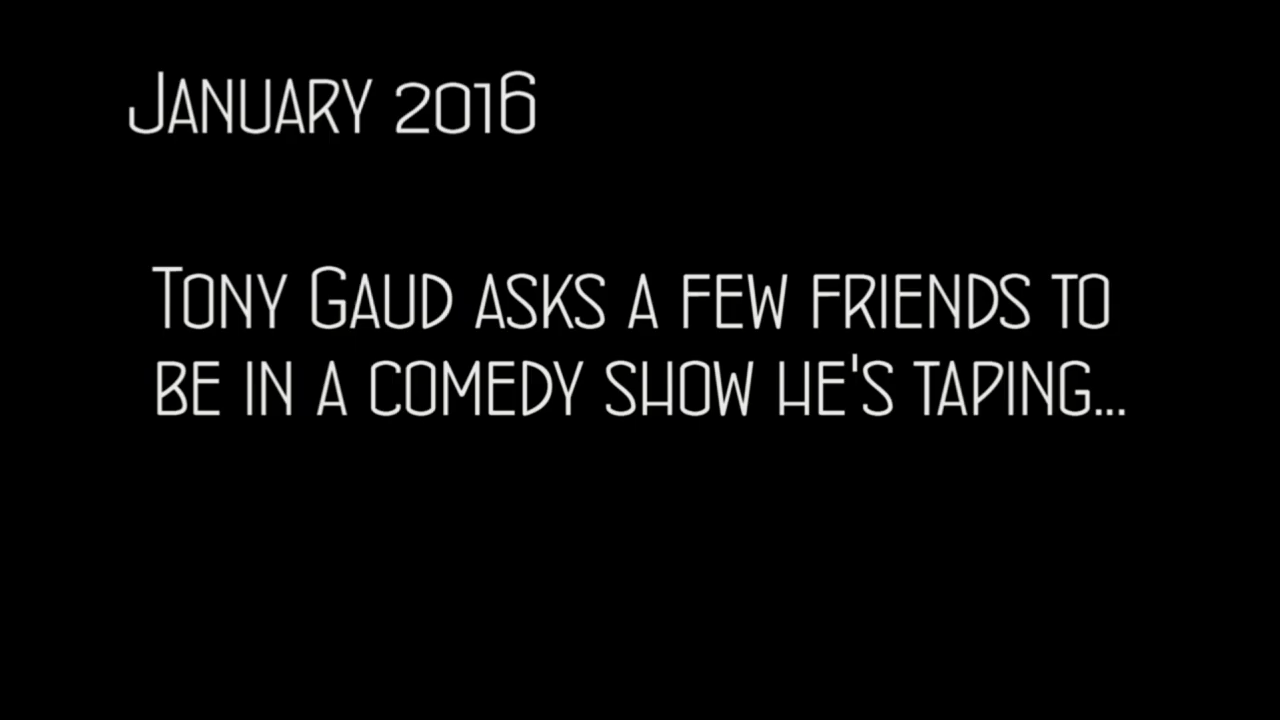 January 2016
Tony Gaud asks a few friends to
be in a comedy show he's taping...